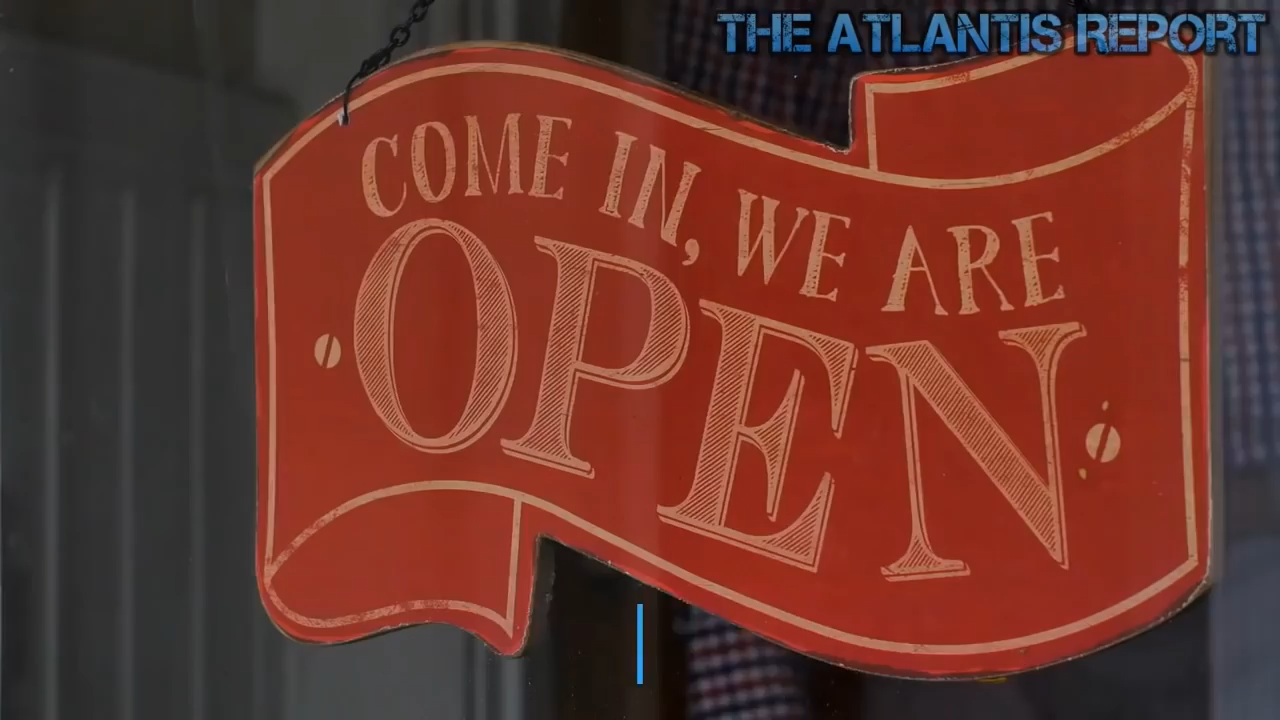 THE ATLANTIS REPORT
COME IN, WE ARE
OPEN